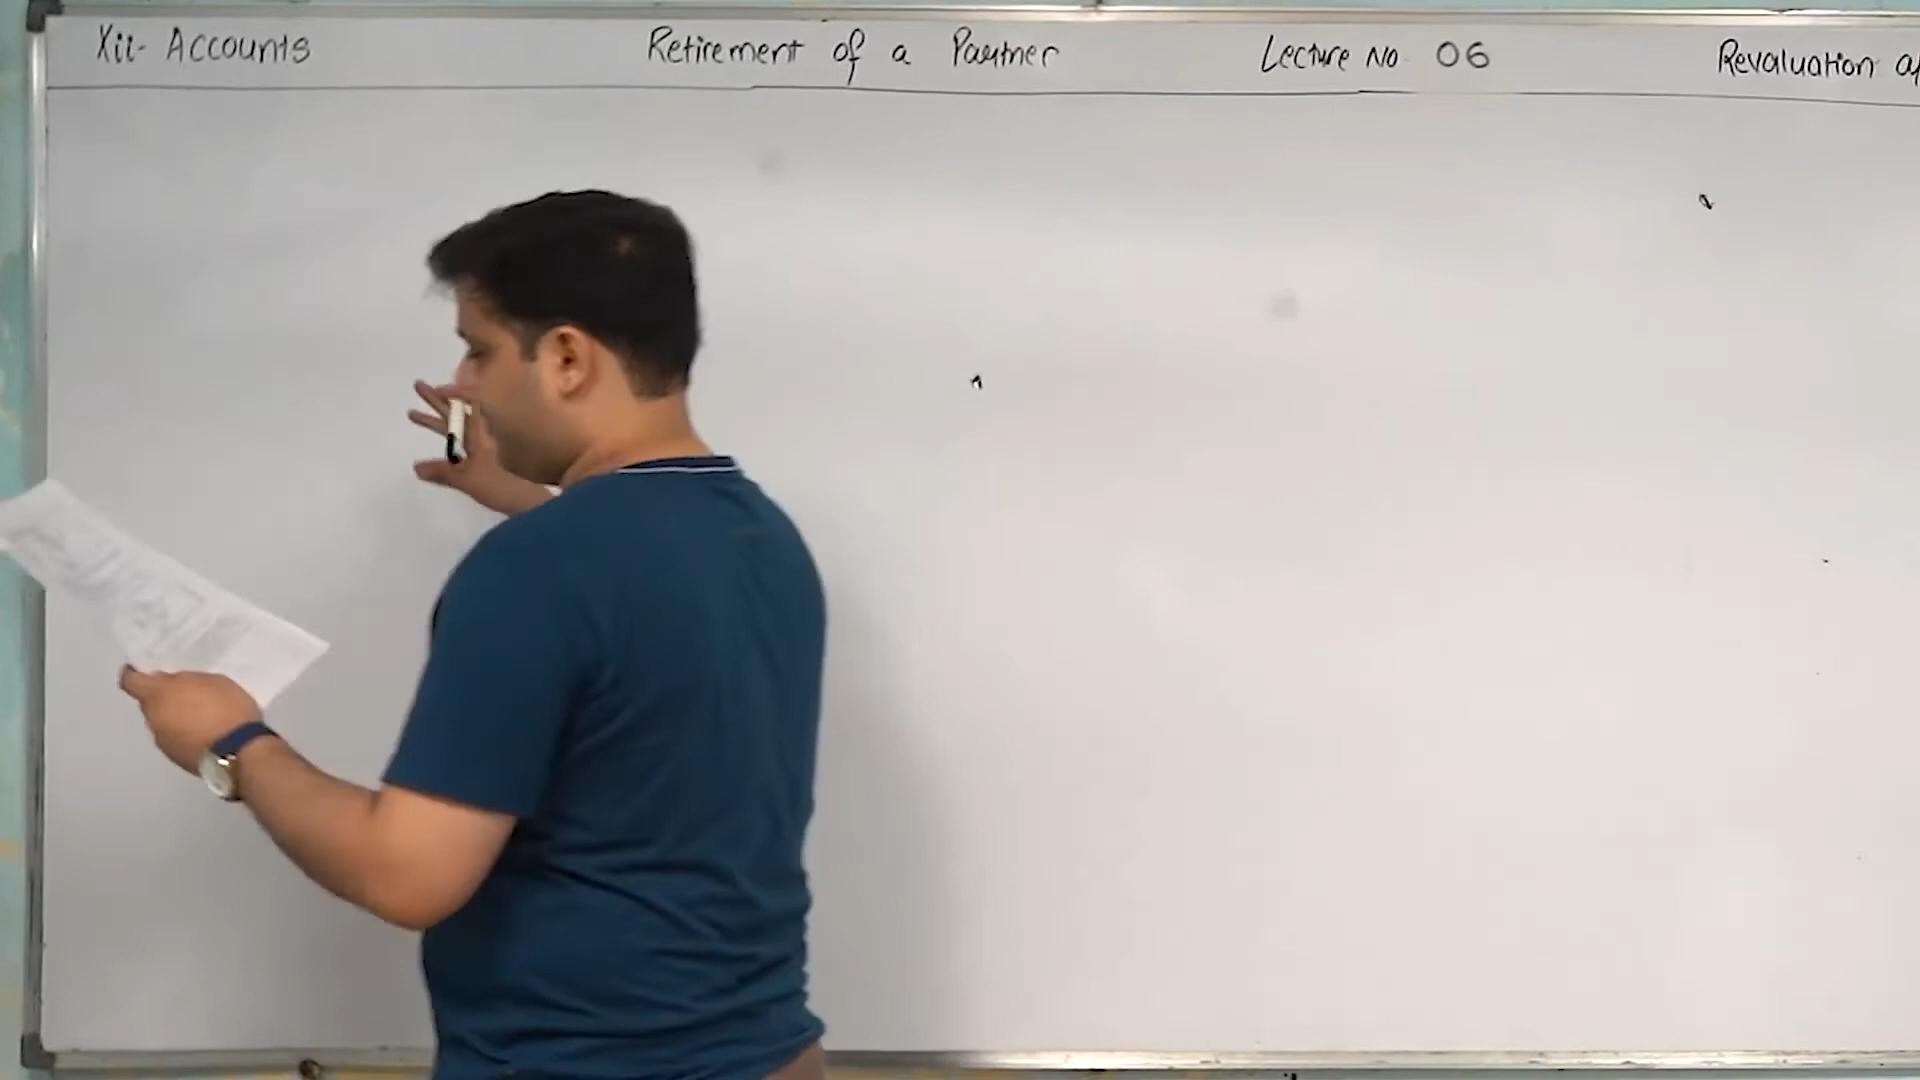 Xii- Accounts Retirement of a Partner Lecture No. 06 Revaluation